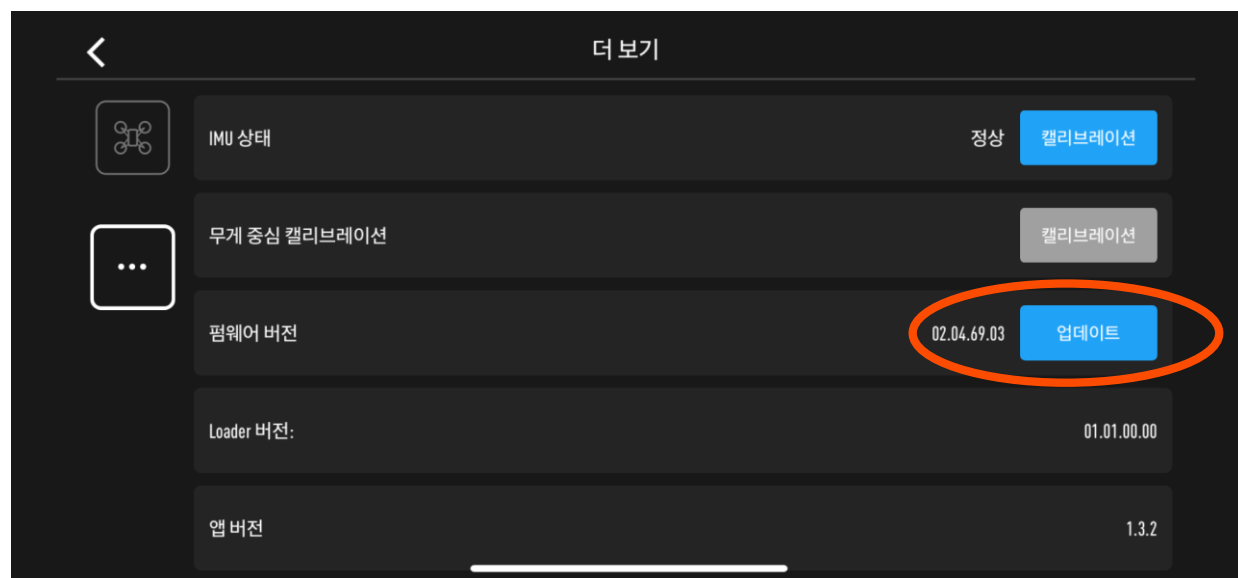 더 보기
IMU 상태 정상 캘리브레이션
무게 중심 캘리브레이션 캘리브레이션
펌웨어 버전 02.04.69.03 업데이트
Loader 버전: 01.01.00.00
앱 버전 1.3.2